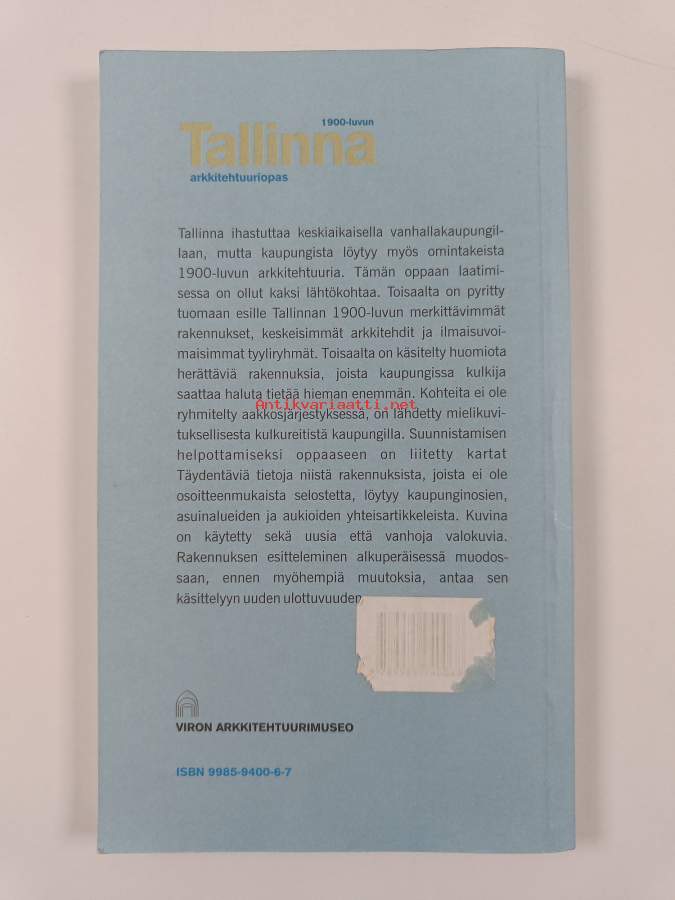 1900-luvun
Tallinna
arkkitehtuuriopas
Tallinna ihastuttaa keskiaikaisella vanhallakaupungil-
laan, mutta kaupungista löytyy myös omintakeista
1900-luvun arkkitehtuuria. Tämän oppaan laatimi-
sessa on ollut kaksi lähtökohtaa. Toisaalta on pyritty
tuomaan esille Tallinnan 1900-luvun merkittävimmät
rakennukset, keskeisimmät arkkitehdit ja ilmaisuvoi-
maisimmat tyyliryhmät. Toisaalta on käsitelty huomiota
herättäviä rakennuksia, joista kaupungissa kulkija
saattaa haluta tietää hieman enemmän. Kohteita ei ole
Antikvariaatti.net
ryhmitelty aakkosjärjestyksessä, on lähdetty mielikuvi-
tuksellisesta kulkureitistä kaupungilla. Suunnistamisen
helpottamiseksi oppaaseen on liitetty kartat
Täydentäviä tietoja niistä rakennuksista, joista ei ole
osoitteenmukaista selostetta, löytyy kaupunginosien,
asuinalueiden ja aukioiden yhteisartikkeleista. Kuvina
on käytetty sekä uusia että vanhoja valokuvia.
Rakennuksen esitteleminen alkuperäisessä muodos-
saan, ennen myöhempiä muutoksia, antaa sen
käsittelyyn uuden ulottuvuuden
VIRON ARKKITEHTUURIMUSEO
ISBN 9985-9400-6-7